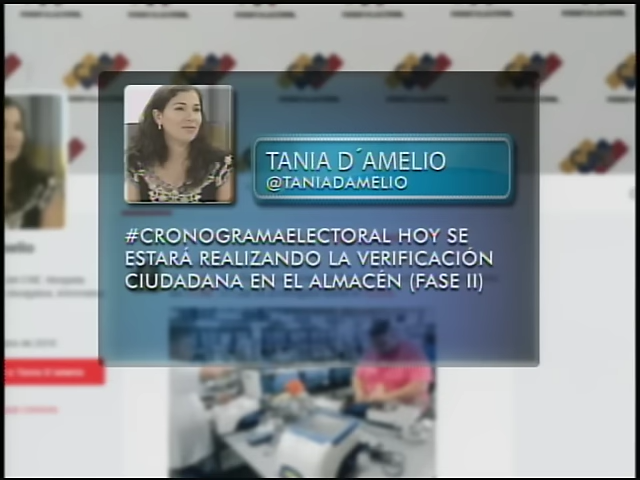 TANIA D´AMELIO
@TANIADAMELIO
#CRONOGRAMAELECTORAL HOY SE
ESTARÁ REALIZANDO LA VERIFICACIÓN
CIUDADANA EN EL ALMACÉN (FASE II)